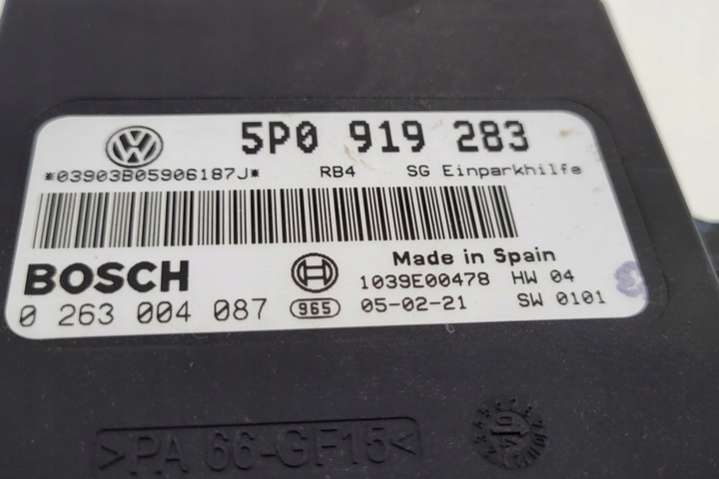 5P0 919 283
*03903B05906187J* RB4 SG Einparkhilfe
Made in Spain
BOSCH 1039E00478 HW 04
0 263 004 087 965 05-02-21 SW 0101
>PA 66-GF15<